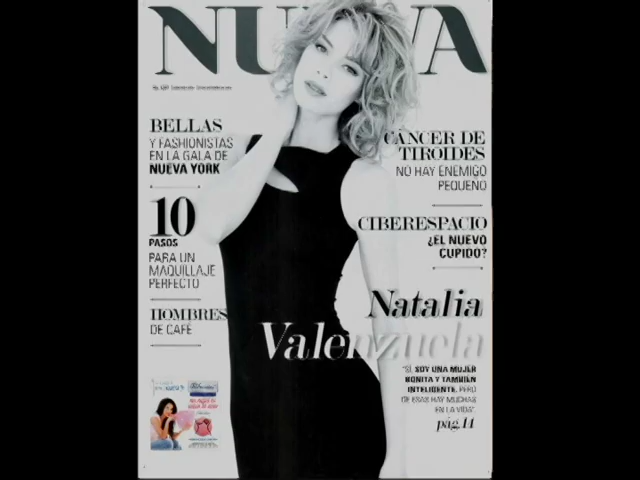 NUEVA
BELLAS
Y FASHIONISTAS
EN LA GALA DE
NUEVA YORK
10
PASOS
PARA UN
MAQUILLAJE
PERFECTO
HOMBRES
DE CAFÉ
CÁNCER DE
TIROIDES
NO HAY ENEMIGO
PEQUEÑO
CIBERESPACIO
¿EL NUEVO
CUPIDO?
Natalia
Valenzuela
"SÍ, SOY UNA MUJER
BONITA Y TAMBIÉN
INTELIGENTE, PERO
DE ESAS HAY MUCHAS
EN LA VIDA".
pág.14